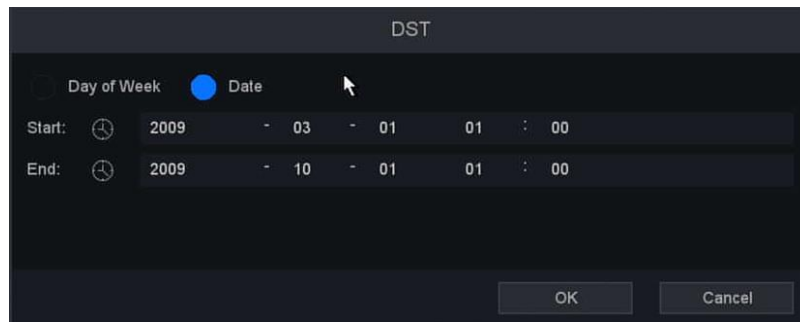 DST
Day of Week Date
Start: 2009 - 03 - 01 01 : 00
End: 2009 - 10 - 01 01 : 00
OK Cancel